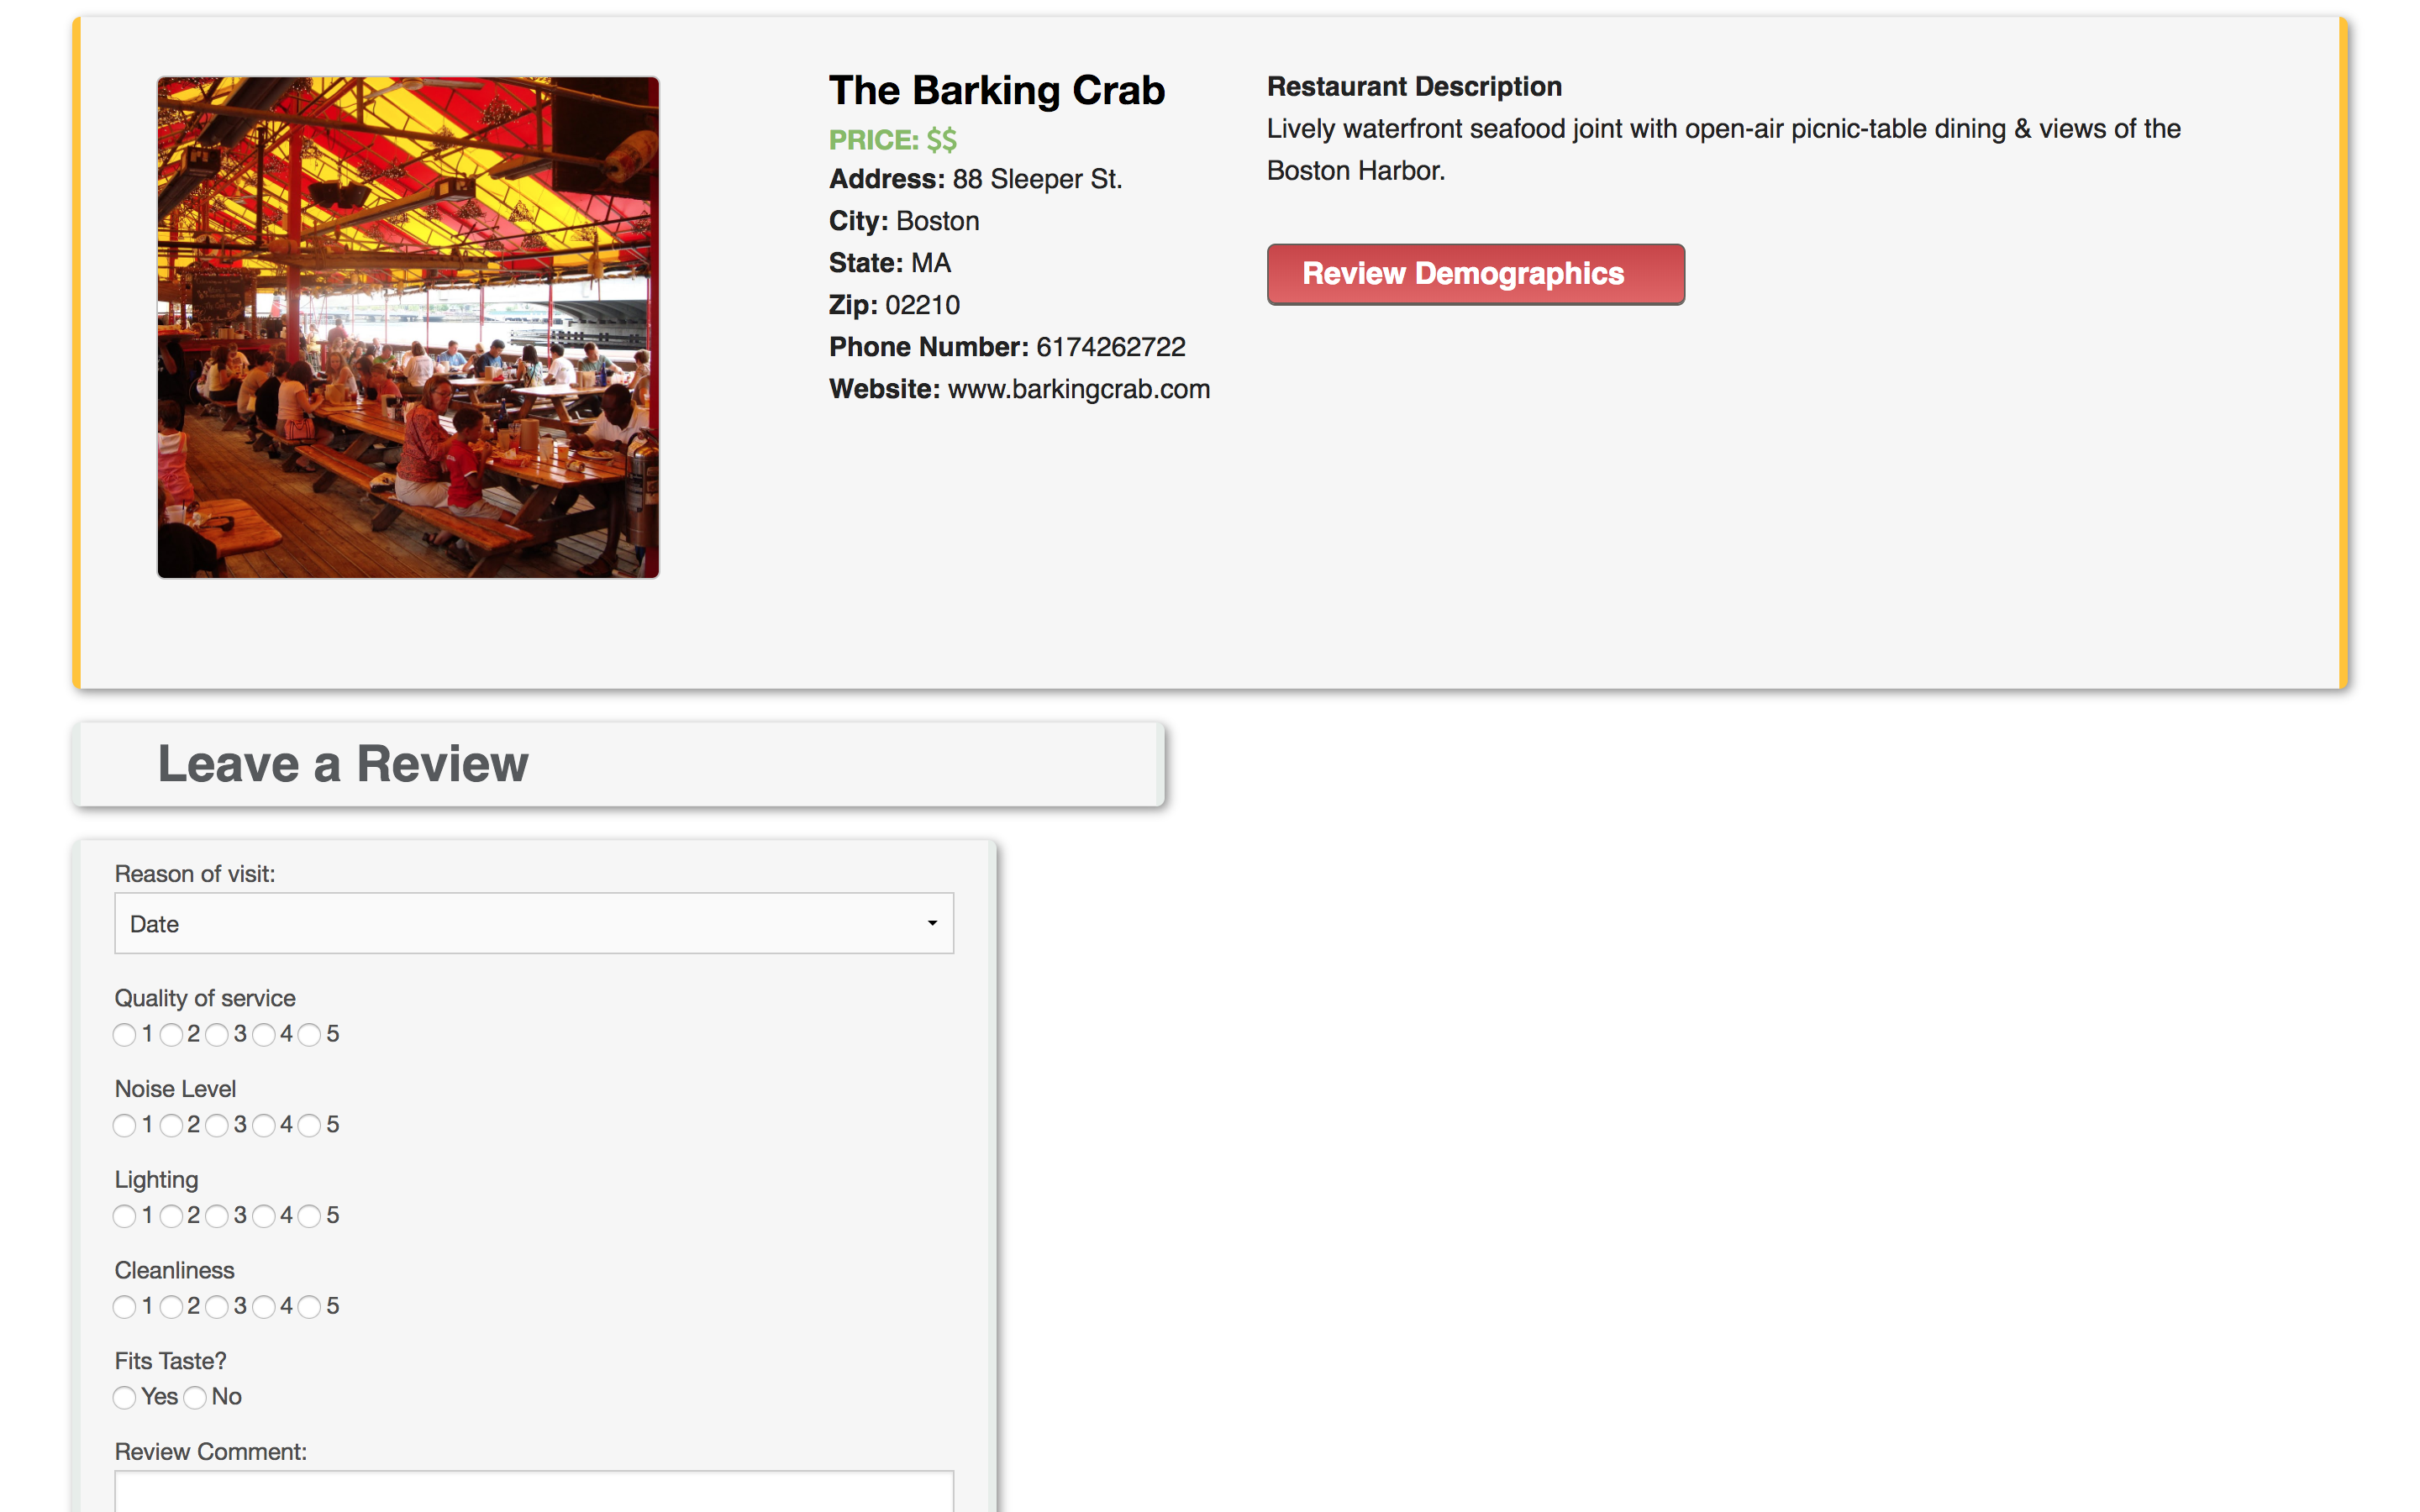 The Barking Crab
PRICE: $$
Address: 88 Sleeper St.
City: Boston
State: MA
Zip: 02210
Phone Number: 6174262722
Website: www.barkingcrab.com
Restaurant Description
Lively waterfront seafood joint with open-air picnic-table dining & views of the
Boston Harbor.
Review Demographics
Leave a Review
Reason of visit:
Date
Quality of service
1 2 3 4 5
Noise Level
1 2 3 4 5
Lighting
1 2 3 4 5
Cleanliness
1 2 3 4 5
Fits Taste?
Yes No
Review Comment: